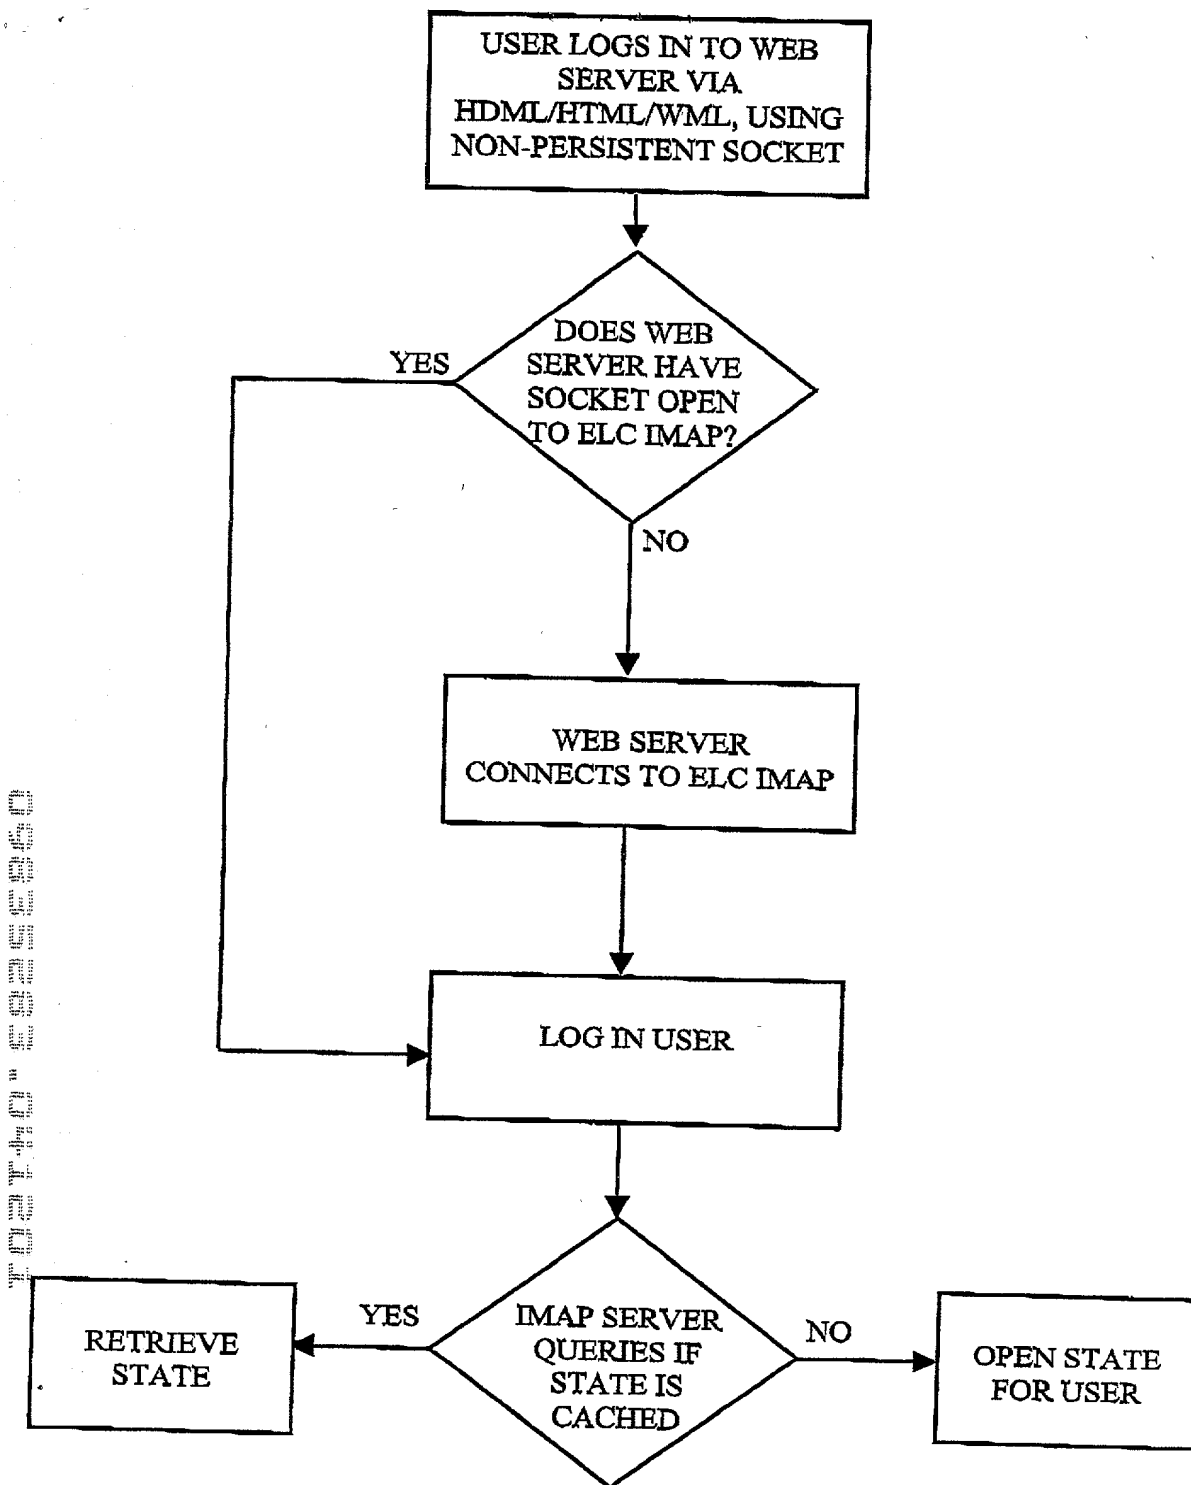 USER LOGS IN TO WEB
SERVER VIA
HDML/HTML/WML, USING
NON-PERSISTENT SOCKET
DOES WEB
SERVER HAVE
SOCKET OPEN
TO ELC IMAP?
YES
NO
WEB SERVER
CONNECTS TO ELC IMAP
LOG IN USER
IMAP SERVER
QUERIES IF
STATE IS
CACHED
YES
RETRIEVE
STATE
NO
OPEN STATE
FOR USER